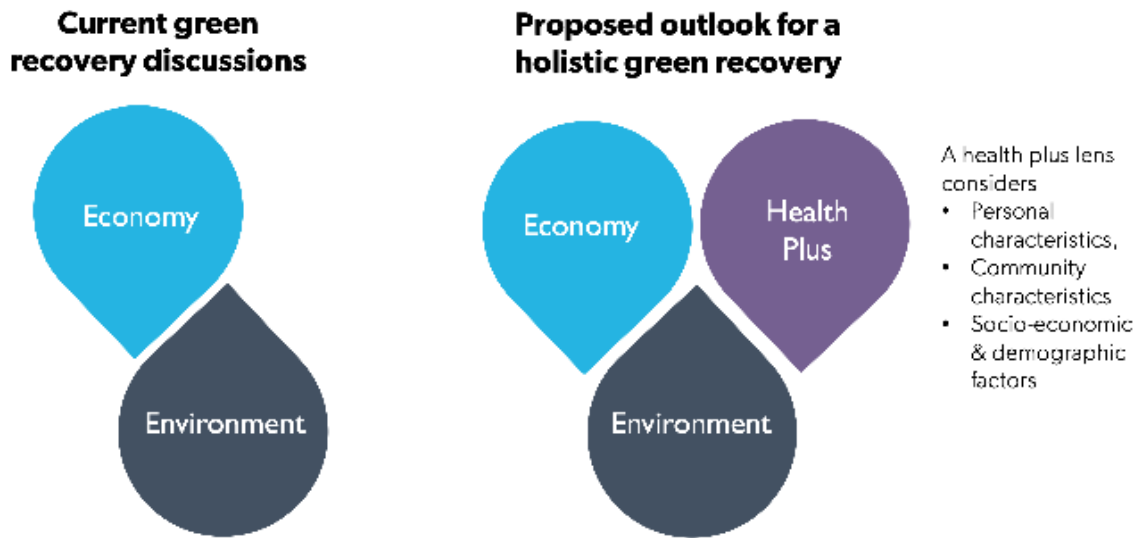 Current green
recovery discussions
Economy
Environment
Proposed outlook for a
holistic green recovery
Economy
Health
Plus
Environment
A health plus lens
considers
• Personal
characteristics,
• Community
characteristics
• Socio-economic
& demographic
factors